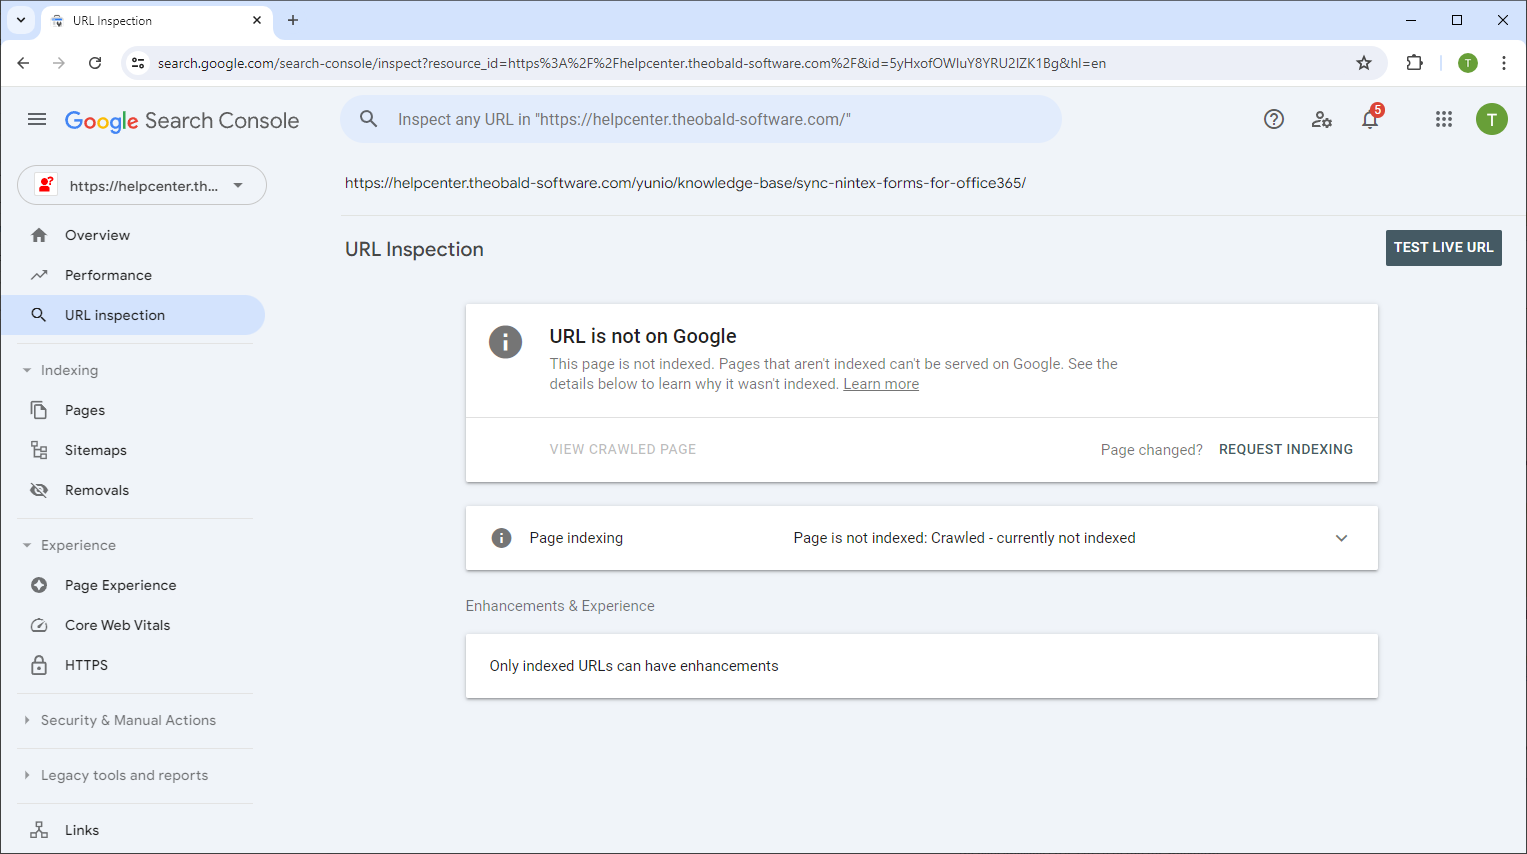 URL Inspection
search.google.com/search-console/inspect?resource_id=https%3A%2F%2Fhelpcenter.theobald-software.com%2F&id=5yHxofOWIuY8YRU2IZK1Bg&hl=en
T
Google Search Console
Inspect any URL in "https://helpcenter.theobald-software.com/"
5
T
https://helpcenter.th...
https://helpcenter.theobald-software.com/yunio/knowledge-base/sync-nintex-forms-for-office365/
Overview
Performance
URL inspection
Indexing
Pages
Sitemaps
Removals
Experience
Page Experience
Core Web Vitals
HTTPS
Security & Manual Actions
Legacy tools and reports
Links
URL Inspection
TEST LIVE URL
URL is not on Google
This page is not indexed. Pages that aren't indexed can't be served on Google. See the
details below to learn why it wasn't indexed. Learn more
VIEW CRAWLED PAGE
Page changed? REQUEST INDEXING
Page indexing
Page is not indexed: Crawled - currently not indexed
Enhancements & Experience
Only indexed URLs can have enhancements